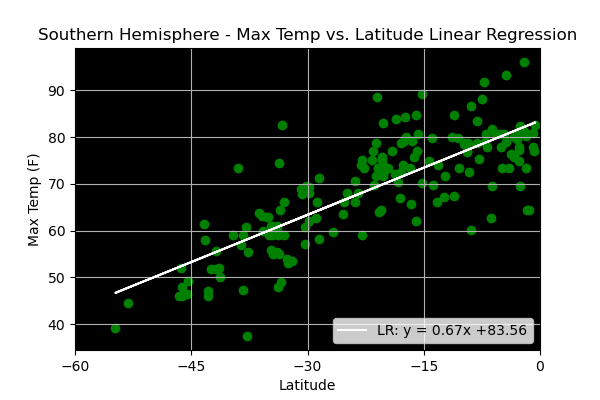 Southern Hemisphere - Max Temp vs. Latitude Linear Regression
Max Temp (F)
90
80
70
60
50
40
LR: y = 0.67x +83.56
−60
−45
−30
−15
0
Latitude